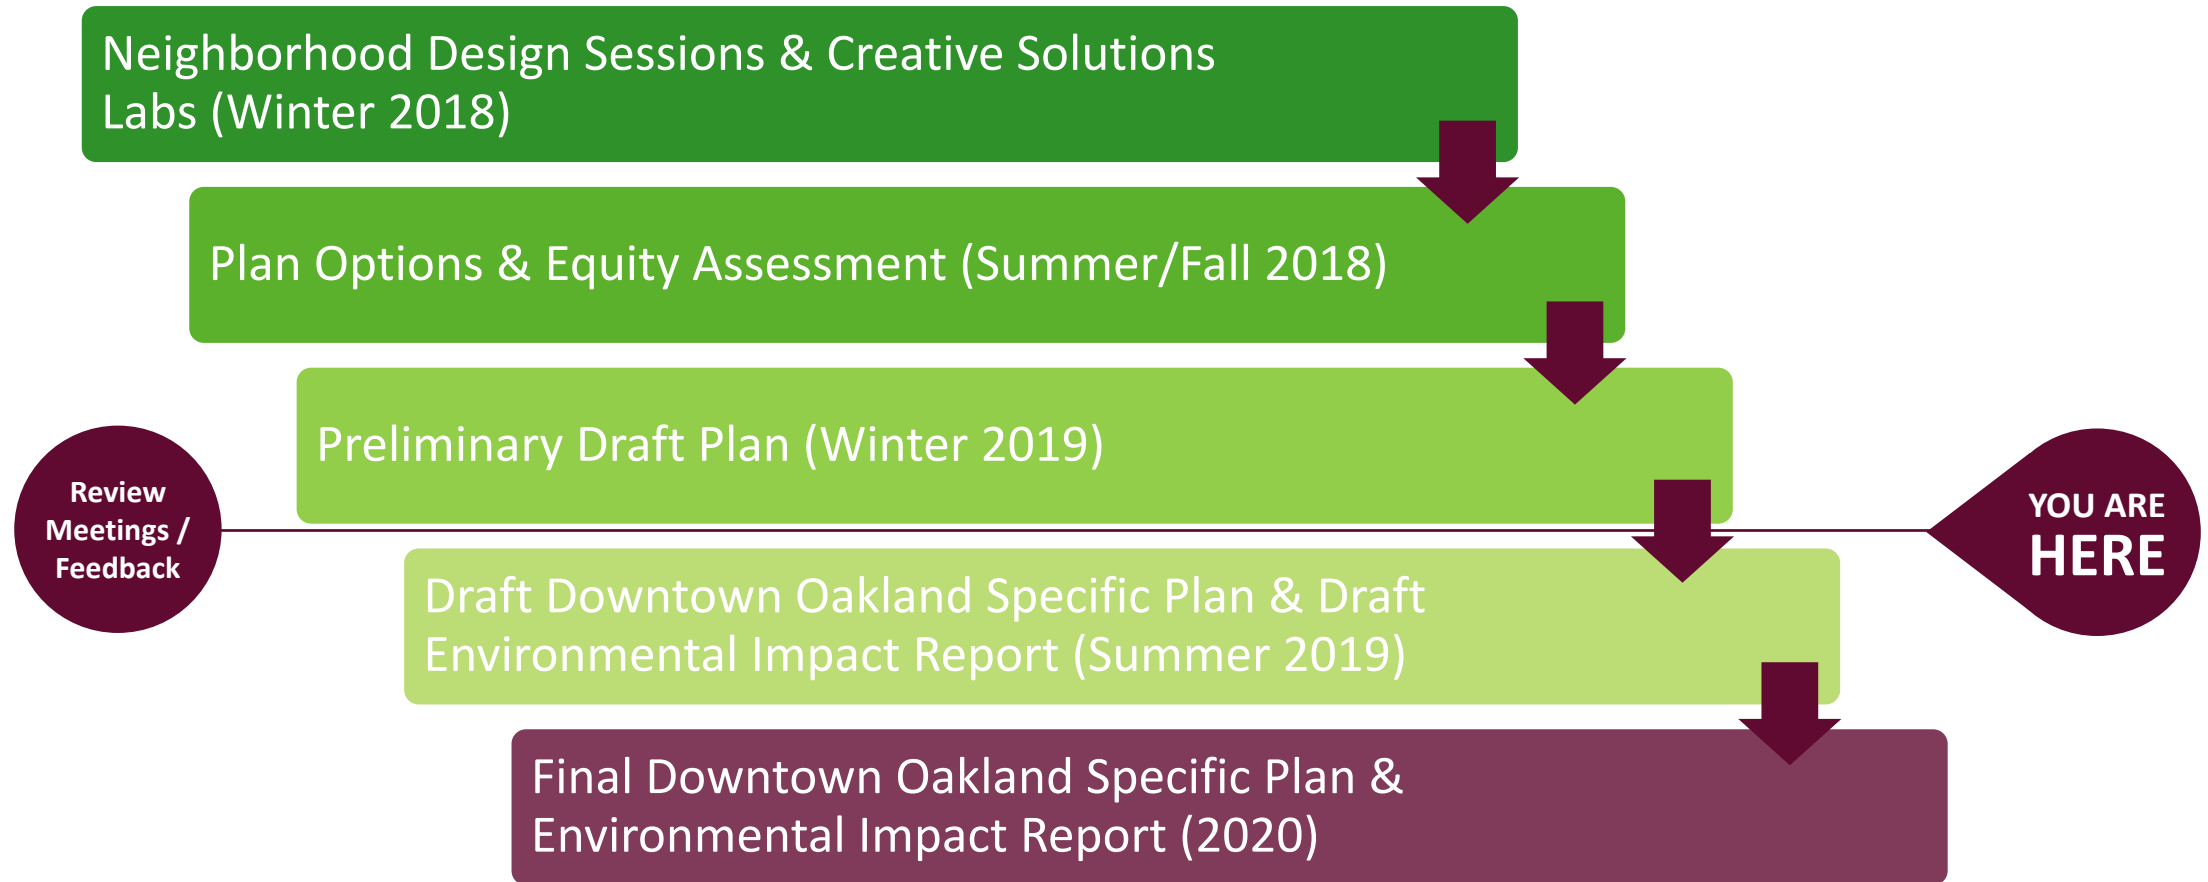 Neighborhood Design Sessions & Creative Solutions
Labs (Winter 2018)
Plan Options & Equity Assessment (Summer/Fall 2018)
Preliminary Draft Plan (Winter 2019)
Review
Meetings /
Feedback
YOU ARE
HERE
Draft Downtown Oakland Specific Plan & Draft
Environmental Impact Report (Summer 2019)
Final Downtown Oakland Specific Plan &
Environmental Impact Report (2020)